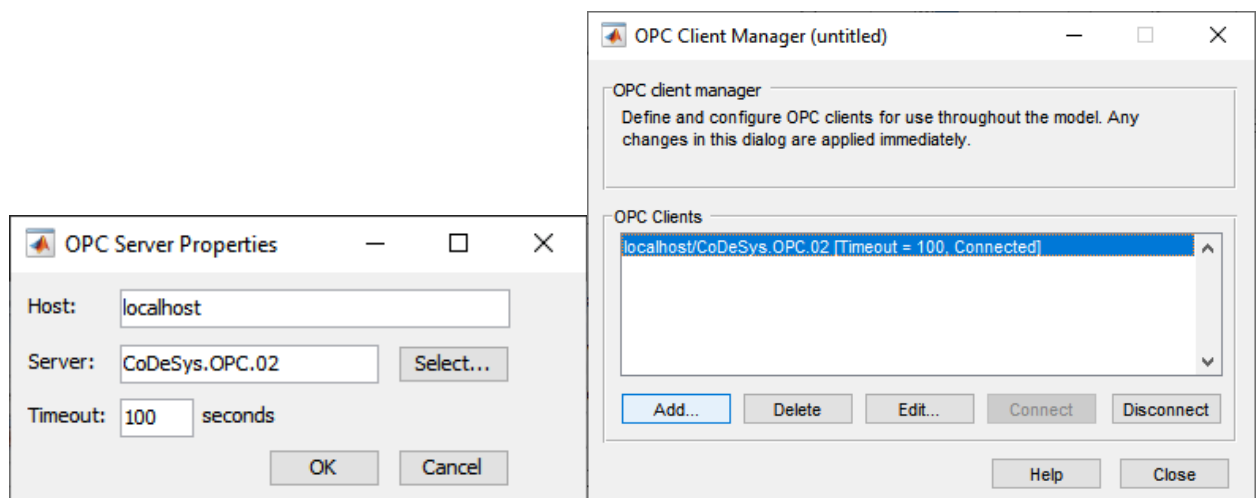 OPC Server Properties
Host: localhost
Server: CoDeSys.OPC.02 Select...
Timeout: 100 seconds
OK Cancel
OPC Client Manager (untitled)
OPC client manager
Define and configure OPC clients for use throughout the model. Any
changes in this dialog are applied immediately.
OPC Clients
localhost/CoDeSys.OPC.02 [Timeout = 100, Connected]
Add... Delete Edit... Connect Disconnect
Help Close